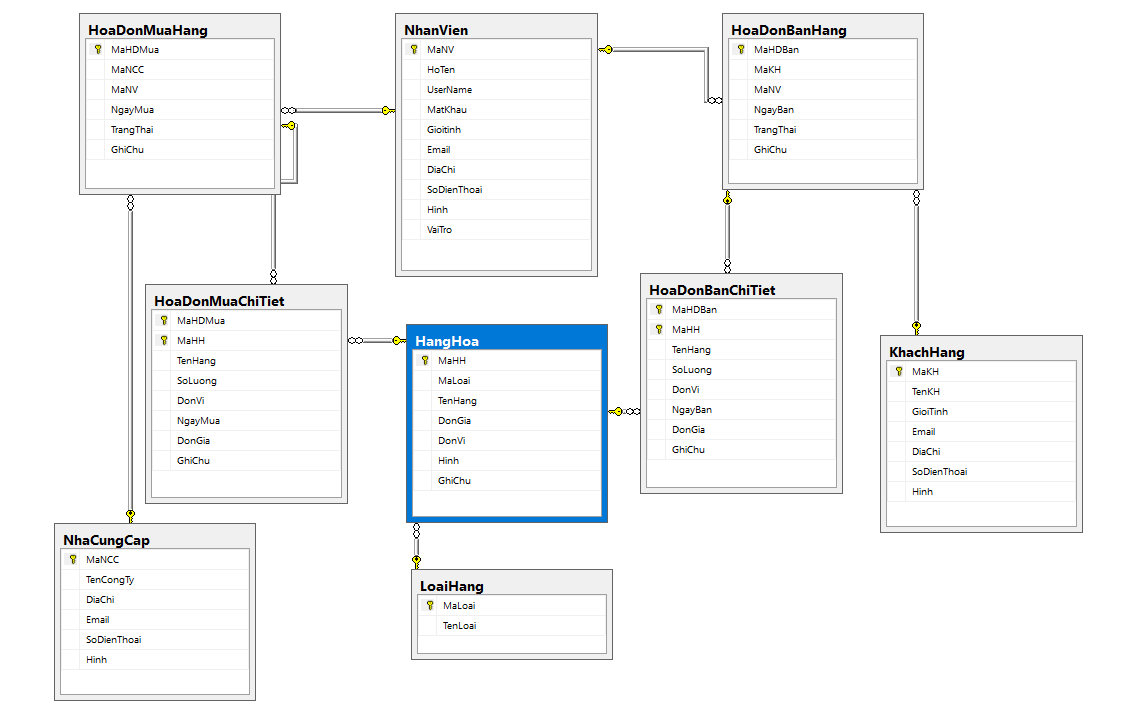 HoaDonMuaHang
MaHDMua
MaNCC
MaNV
NgayMua
TrangThai
GhiChu
NhanVien
MaNV
HoTen
UserName
MatKhau
Gioitinh
Email
DiaChi
SoDienThoai
Hinh
VaiTro
HoaDonBanHang
MaHDBan
MaKH
MaNV
NgayBan
TrangThai
GhiChu
HoaDonMuaChiTiet
MaHDMua
MaHH
TenHang
SoLuong
DonVi
NgayMua
DonGia
GhiChu
HangHoa
MaHH
MaLoai
TenHang
DonGia
DonVi
Hinh
GhiChu
HoaDonBanChiTiet
MaHDBan
MaHH
TenHang
SoLuong
DonVi
NgayBan
DonGia
GhiChu
KhachHang
MaKH
TenKH
GioiTinh
Email
DiaChi
SoDienThoai
Hinh
NhaCungCap
MaNCC
TenCongTy
DiaChi
Email
SoDienThoai
Hinh
LoaiHang
MaLoai
TenLoai